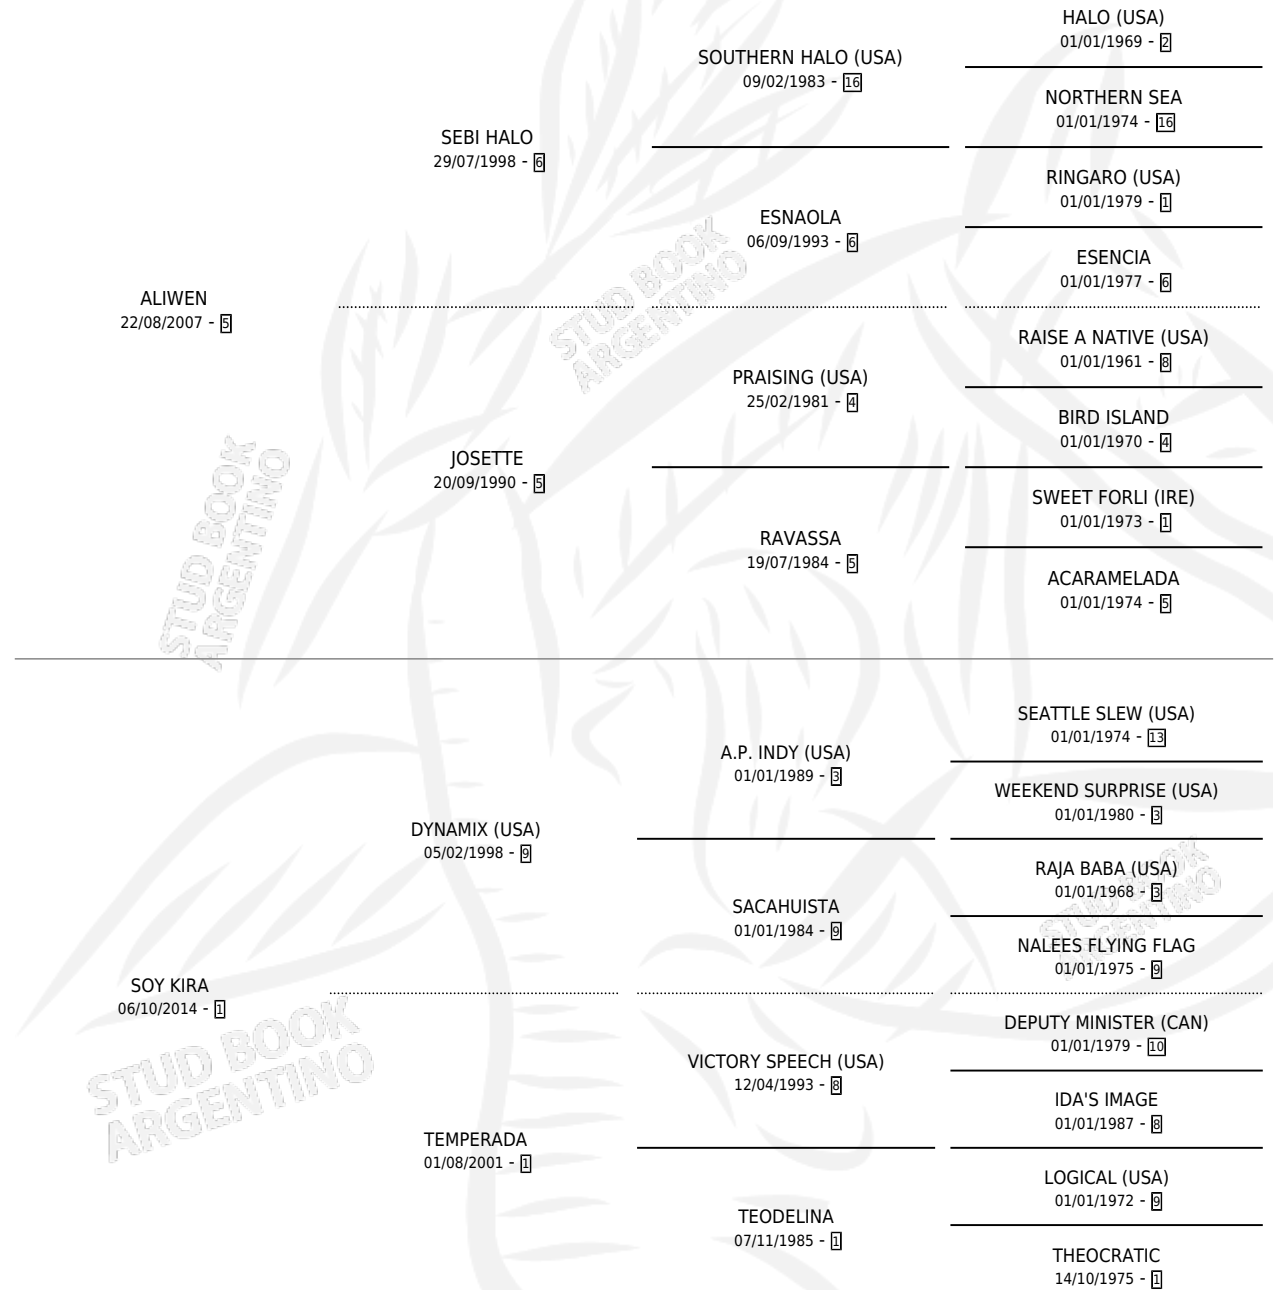 HALO (USA)
01/01/1969 - 2
SOUTHERN HALO (USA)
09/02/1983 - 16
NORTHERN SEA
01/01/1974 - 16
SEBI HALO
29/07/1998 - 6
RINGARO (USA)
01/01/1979 - 1
ESNAOLA
06/09/1993 - 6
ESENCIA
01/01/1977 - 6
ALIWEN
22/08/2007 - 5
RAISE A NATIVE (USA)
01/01/1961 - 8
PRAISING (USA)
25/02/1981 - 4
BIRD ISLAND
01/01/1970 - 4
JOSETTE
20/09/1990 - 5
SWEET FORLI (IRE)
01/01/1973 - 1
RAVASSA
19/07/1984 - 5
ACARAMELADA
01/01/1974 - 5
SEATTLE SLEW (USA)
01/01/1974 - 13
A.P. INDY (USA)
01/01/1989 - 3
WEEKEND SURPRISE (USA)
01/01/1980 - 3
DYNAMIX (USA)
05/02/1998 - 9
RAJA BABA (USA)
01/01/1968 - 3
SACAHUISTA
01/01/1984 - 9
NALEES FLYING FLAG
01/01/1975 - 9
SOY KIRA
06/10/2014 - 1
DEPUTY MINISTER (CAN)
01/01/1979 - 10
VICTORY SPEECH (USA)
12/04/1993 - 8
IDA'S IMAGE
01/01/1987 - 8
TEMPERADA
01/08/2001 - 1
LOGICAL (USA)
01/01/1972 - 9
TEODELINA
07/11/1985 - 1
THEOCRATIC
14/10/1975 - 1
STUD BOOK
ARGENTINO
STUD BOOK
ARGENTINO
STUD BOOK
ARGENTINO
STUD BOOK
ARGENTINO